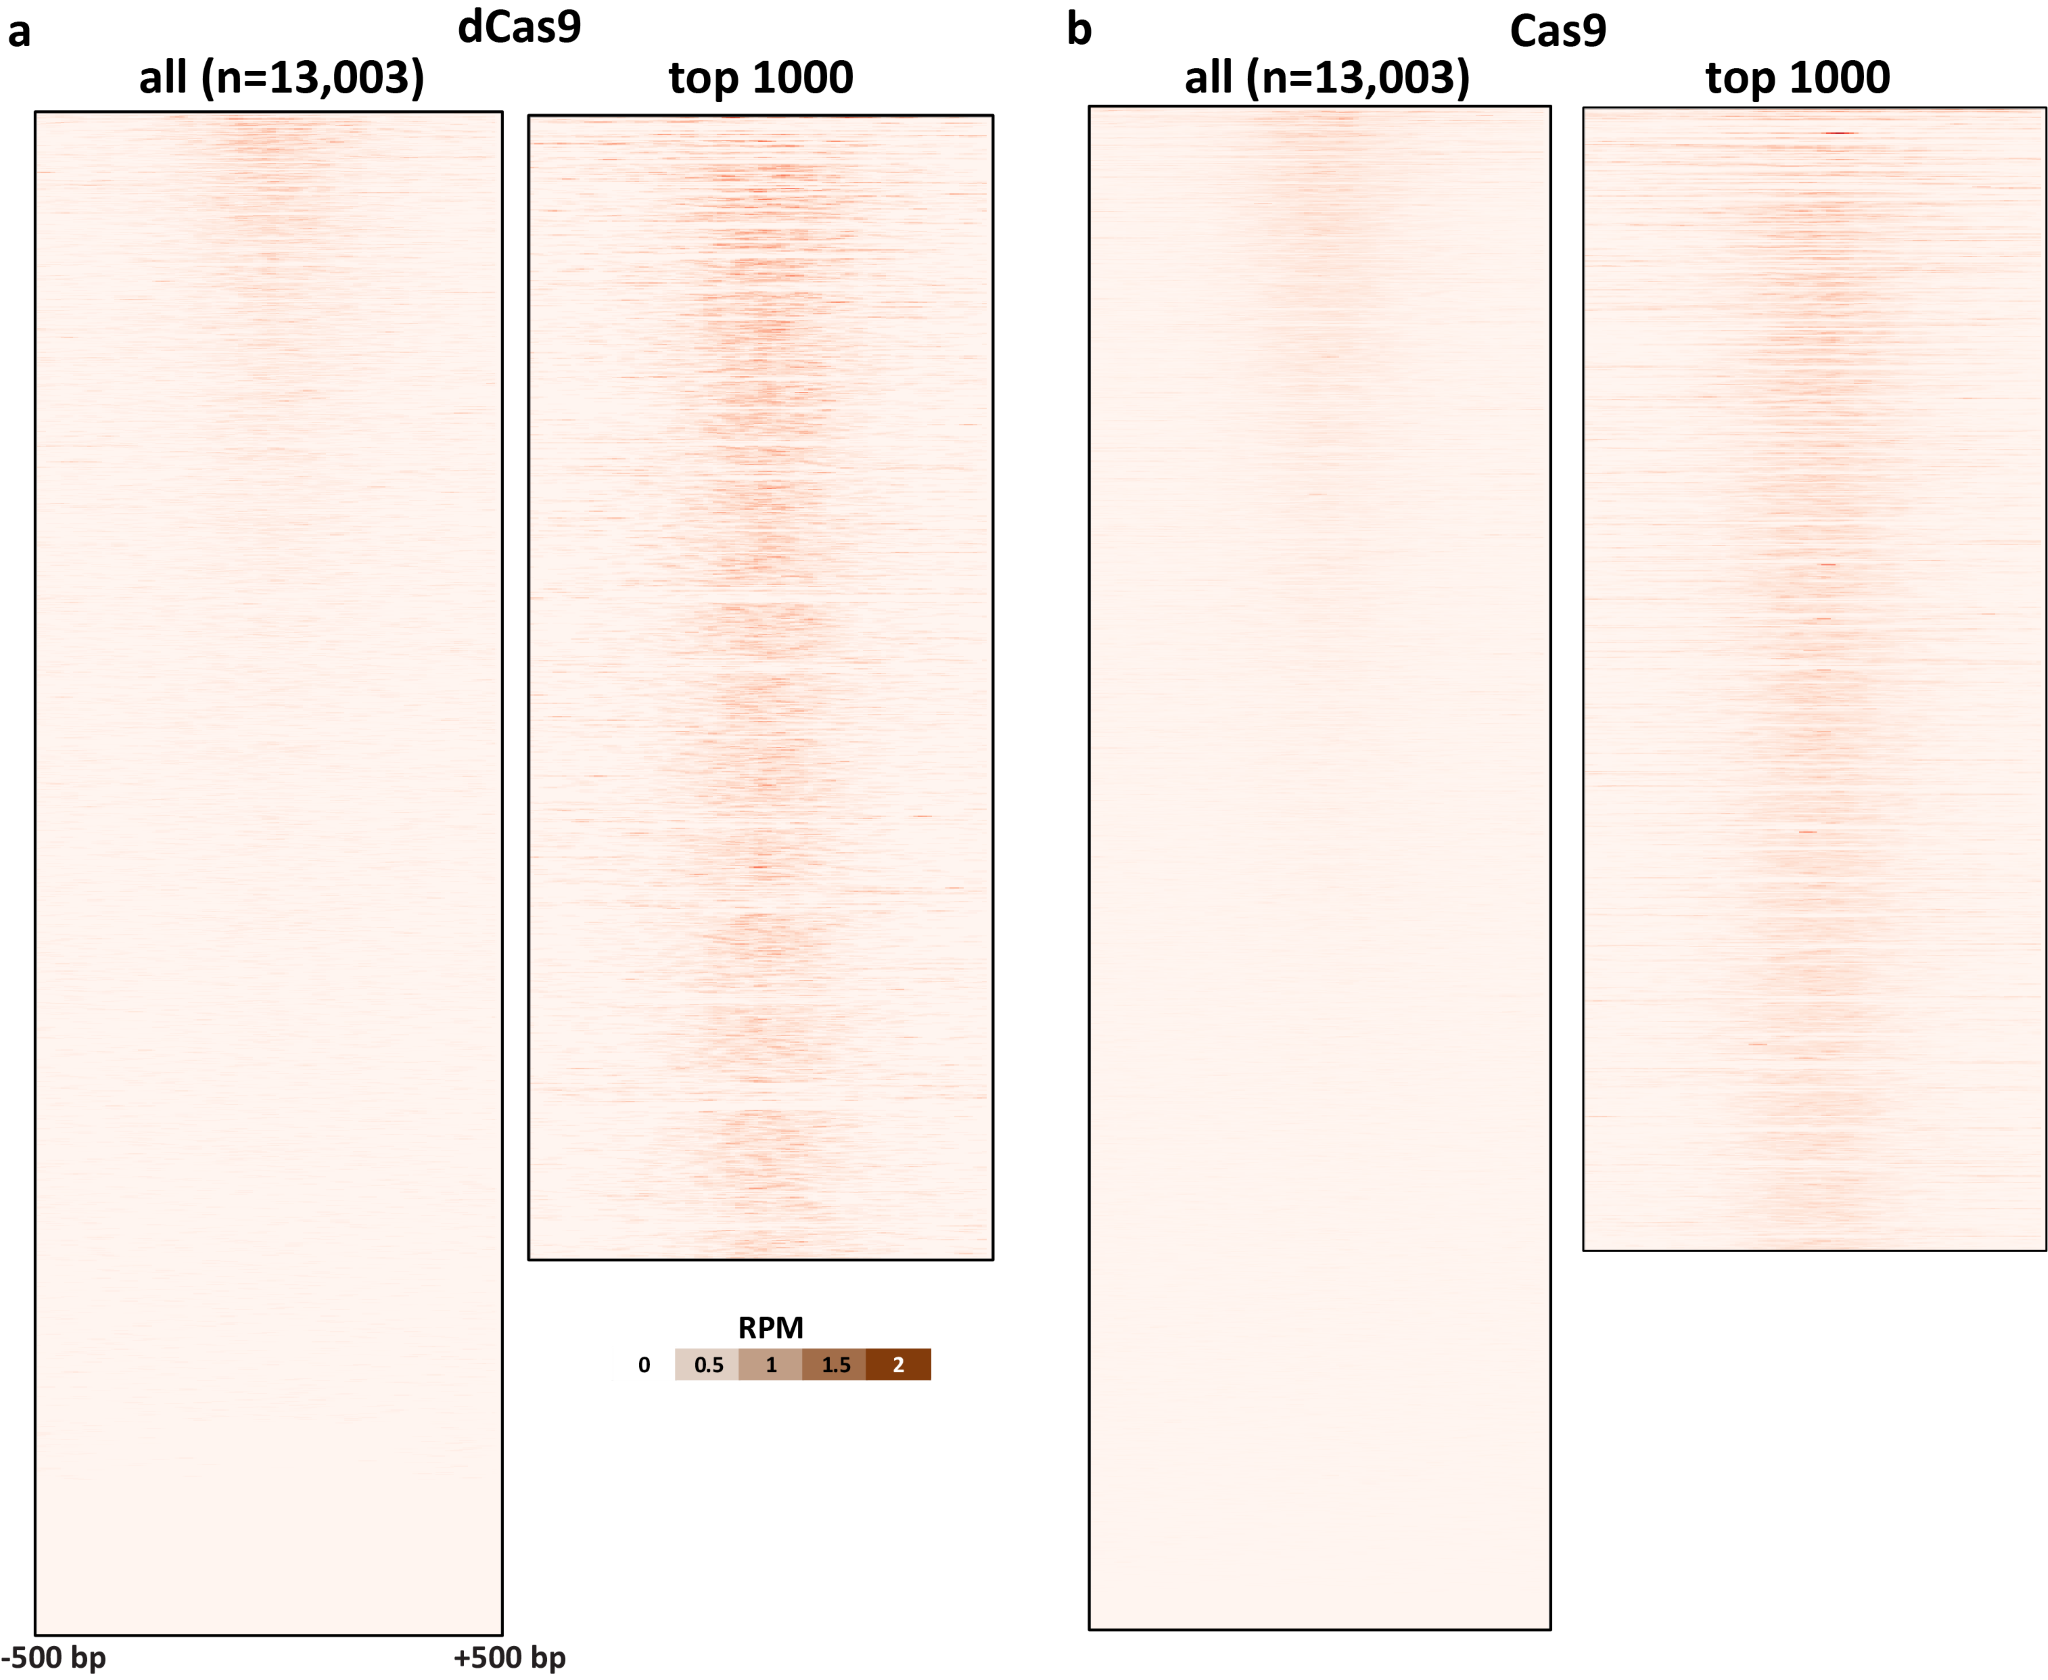 a
dCas9
all (n=13,003)
top 1000
b
Cas9
all (n=13,003)
top 1000
RPM
0 0.5 1 1.5 2
-500 bp
+500 bp